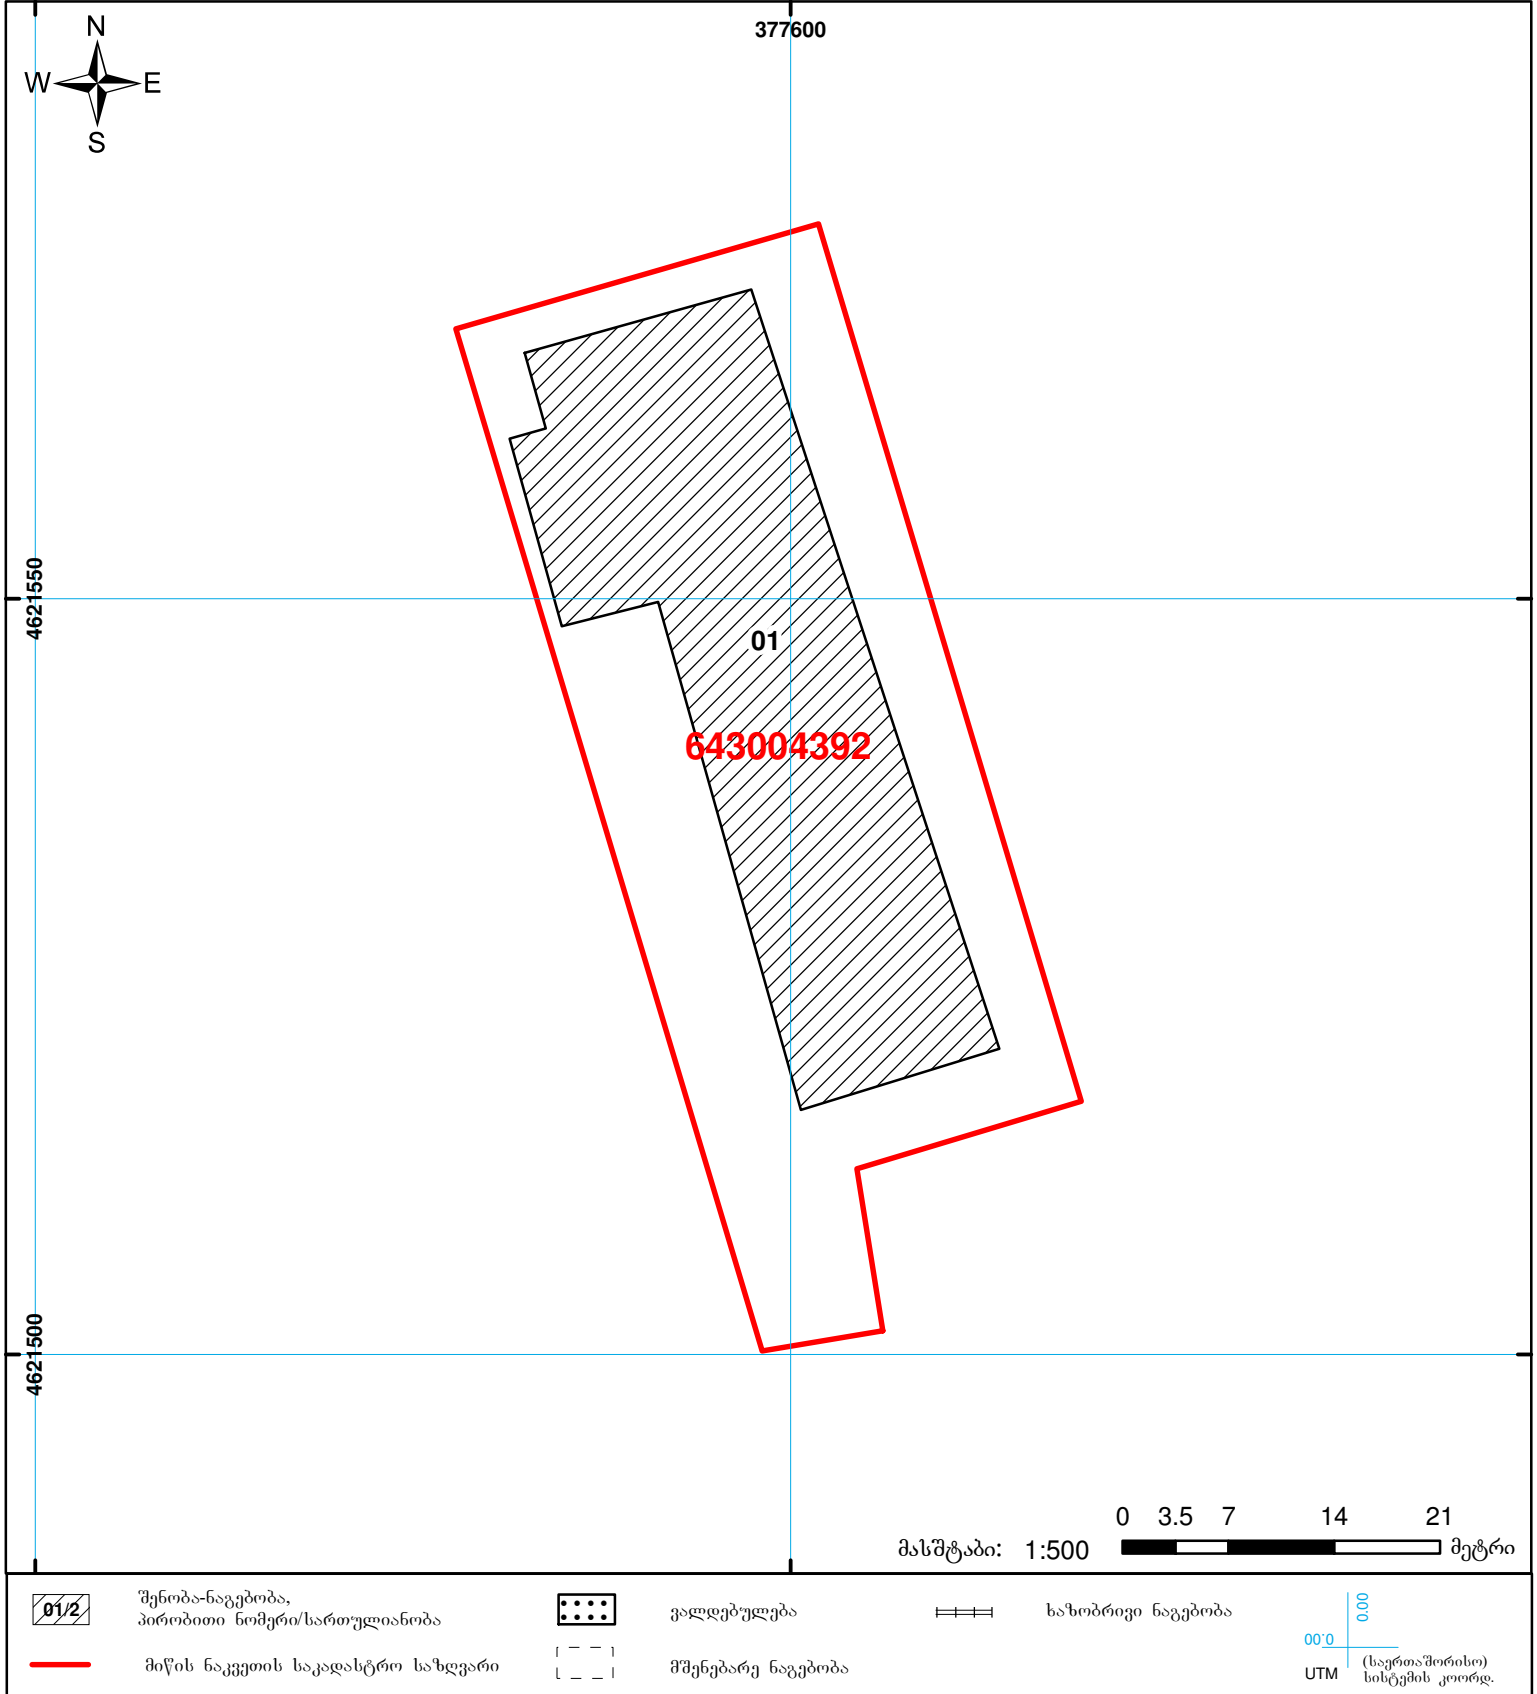 377600
N
W E
S
4621550
01
643004392
4621500
0 3.5 7 14 21
მასშტაბი: 1:500 მეტრი
01/2
შენობა-ნაგებობა,
პირობითი ნომერი/სართულიანობა
ვალდებულება
ხაზობრივი ნაგებობა
0.00
00.0
მიწის ნაკვეთის საკადასტრო საზღვარი
მშენებარე ნაგებობა
UTM
(საერთაშორისო)
სისტემის კოორდ.